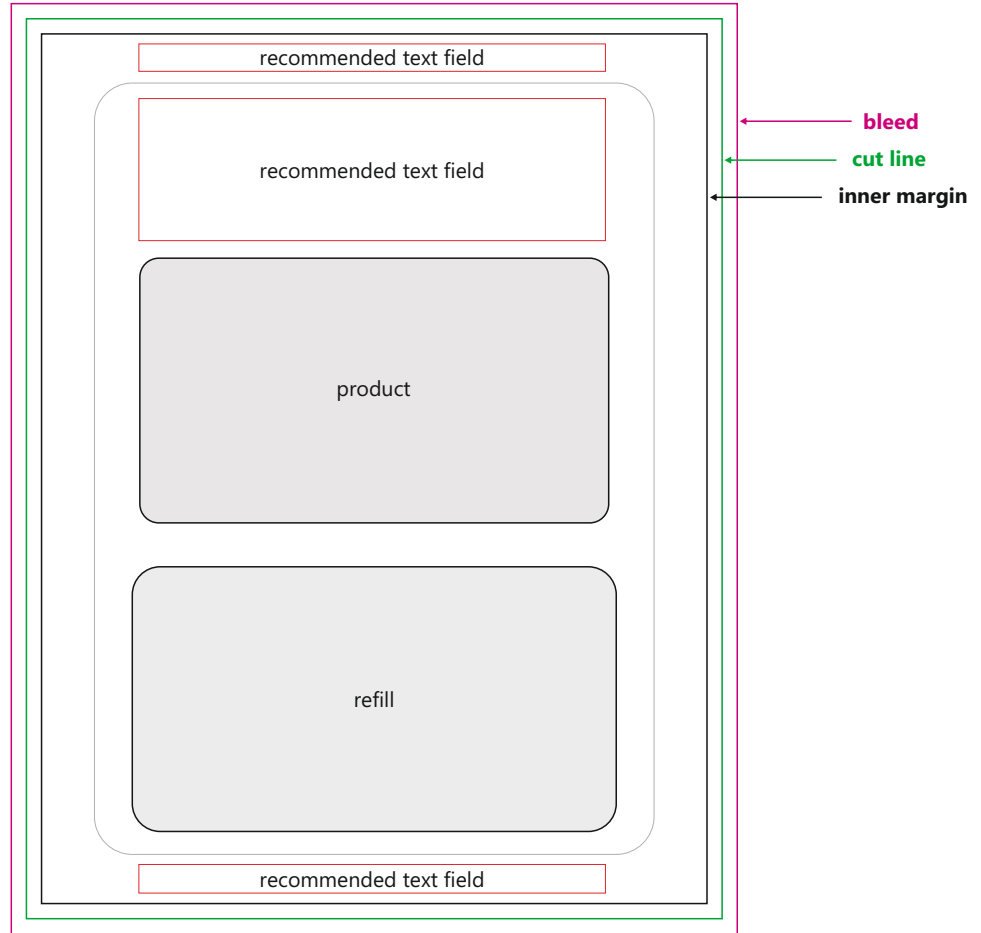 recommended text field
recommended text field
bleed
cut line
inner margin
product
refill
recommended text field